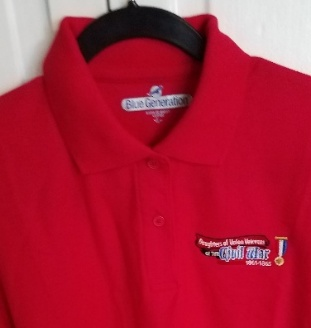 Blue Generation
Daughters of Union Veterans
of the Civil War
1861-1865